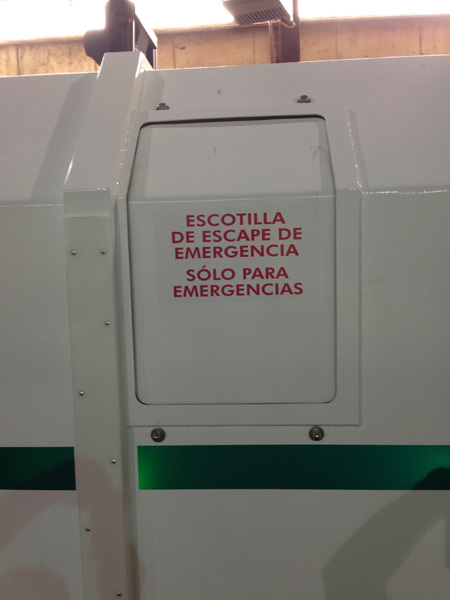 ESCOTILLA
DE ESCAPE DE
EMERGENCIA
SÓLO PARA
EMERGENCIAS